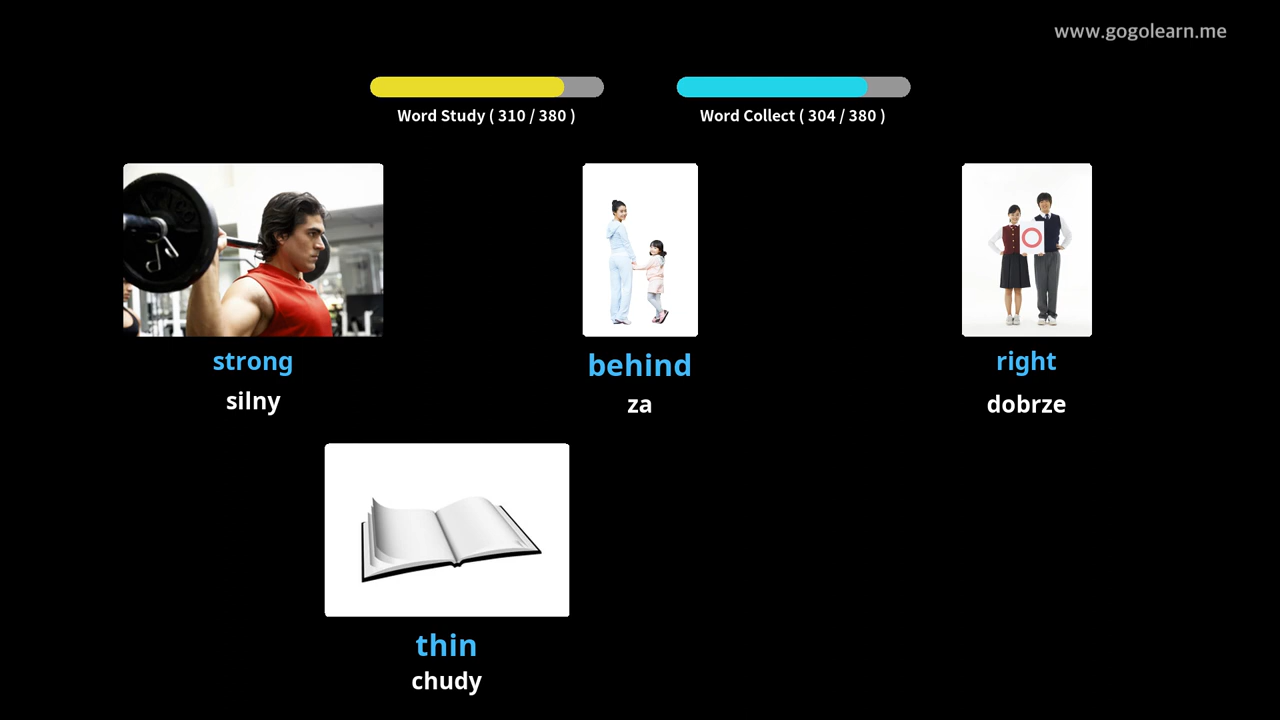 www.gogolearn.me
Word Study ( 310 / 380 )
Word Collect ( 304 / 380 )
strong
silny
behind
za
right
dobrze
thin
chudy